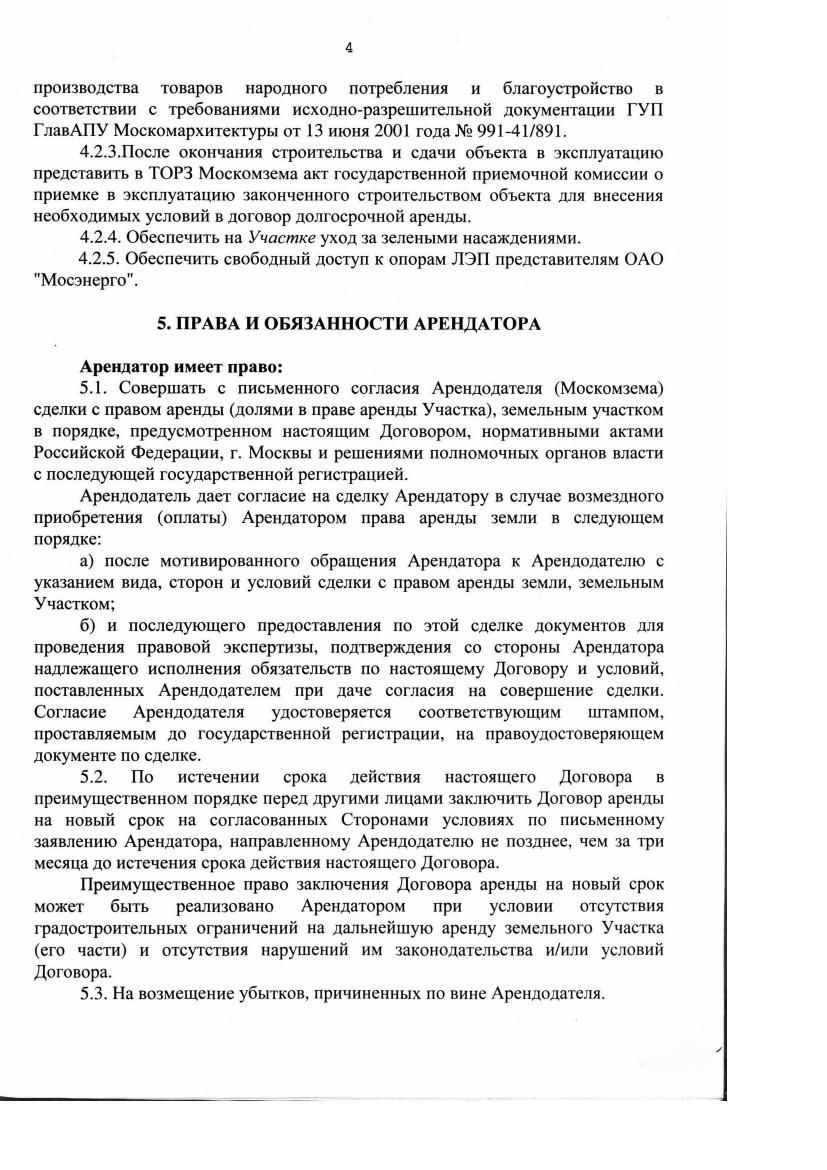 4
производства товаров народного потребления и благоустройство в
соответствии с требованиями исходно-разрешительной документации ГУП
ГлавАПУ Москомархитектуры от 13 июня 2001 года № 991-41/891.
4.2.3.После окончания строительства и сдачи объекта в эксплуатацию
представить в ТОРЗ Москомзема акт государственной приемочной комиссии о
приемке в эксплуатацию законченного строительством объекта для внесения
необходимых условий в договор долгосрочной аренды.
4.2.4. Обеспечить на Участке уход за зелеными насаждениями.
4.2.5. Обеспечить свободный доступ к опорам ЛЭП представителям ОАО
"Мосэнерго".
5. ПРАВА И ОБЯЗАННОСТИ АРЕНДАТОРА
Арендатор имеет право:
5.1. Совершать с письменного согласия Арендодателя (Москомзема)
сделки с правом аренды (долями в праве аренды Участка), земельным участком
в порядке, предусмотренном настоящим Договором, нормативными актами
Российской Федерации, г. Москвы и решениями полномочных органов власти
с последующей государственной регистрацией.
Арендодатель дает согласие на сделку Арендатору в случае возмездного
приобретения (оплаты) Арендатором права аренды земли в следующем
порядке:
а) после мотивированного обращения Арендатора к Арендодателю с
указанием вида, сторон и условий сделки с правом аренды земли, земельным
Участком;
б) и последующего предоставления по этой сделке документов для
проведения правовой экспертизы, подтверждения со стороны Арендатора
надлежащего исполнения обязательств по настоящему Договору и условий,
поставленных Арендодателем при даче согласия на совершение сделки.
Согласие Арендодателя удостоверяется соответствующим штампом,
проставляемым до государственной регистрации, на правоудостоверяющем
документе по сделке.
5.2. По истечении срока действия настоящего Договора в
преимущественном порядке перед другими лицами заключить Договор аренды
на новый срок на согласованных Сторонами условиях по письменному
заявлению Арендатора, направленному Арендодателю не позднее, чем за три
месяца до истечения срока действия настоящего Договора.
Преимущественное право заключения Договора аренды на новый срок
может быть реализовано Арендатором при условии отсутствия
градостроительных ограничений на дальнейшую аренду земельного Участка
(его части) и отсутствия нарушений им законодательства и/или условий
Договора.
5.3. На возмещение убытков, причиненных по вине Арендодателя.